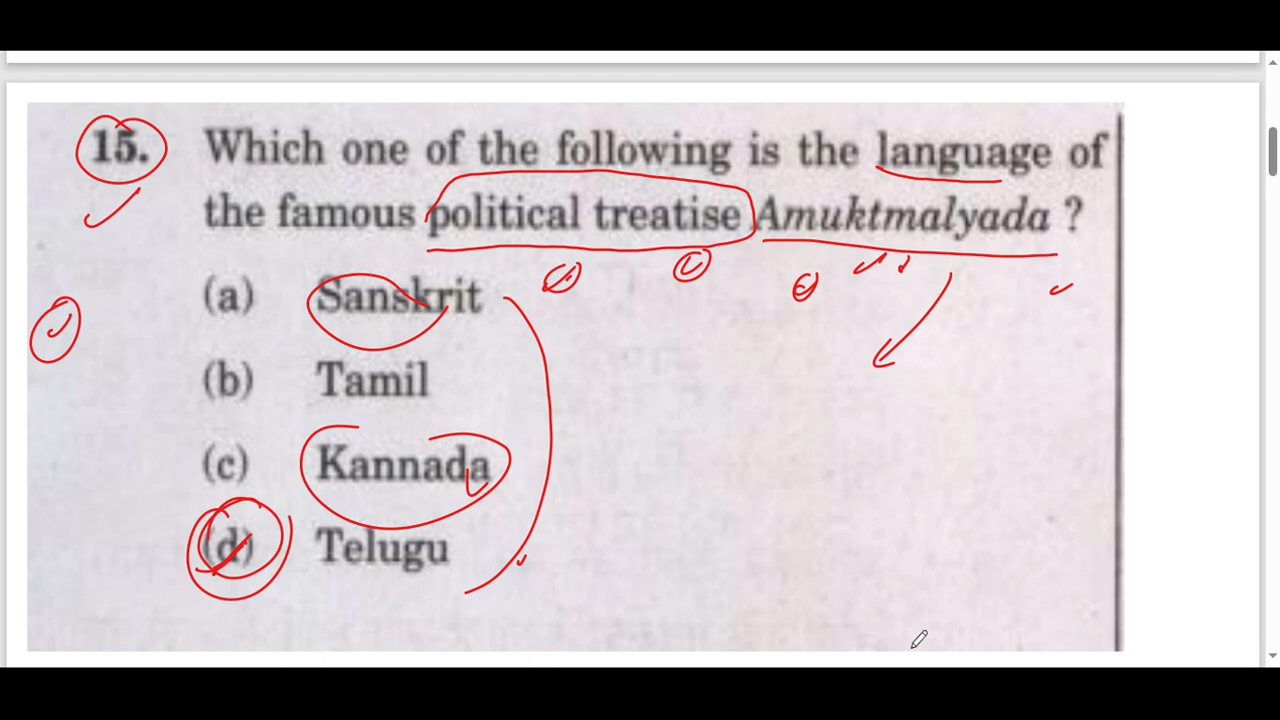 15. Which one of the following is the language of
the famous political treatise Amuktmalyada ?
(a) Sanskrit
(b) Tamil
(c) Kannada
(d) Telugu